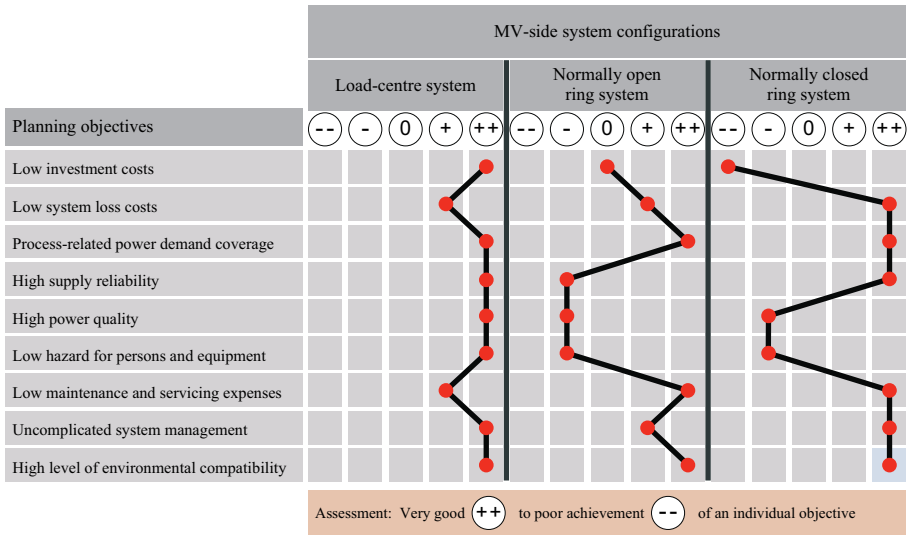 MV-side system configurations
Load-centre system
Normally open
ring system
Normally closed
ring system
Planning objectives
-- - 0 + ++ -- - 0 + ++ -- - 0 + ++
Low investment costs
Low system loss costs
Process-related power demand coverage
High supply reliability
High power quality
Low hazard for persons and equipment
Low maintenance and servicing expenses
Uncomplicated system management
High level of environmental compatibility
Assessment: Very good ++ to poor achievement -- of an individual objective